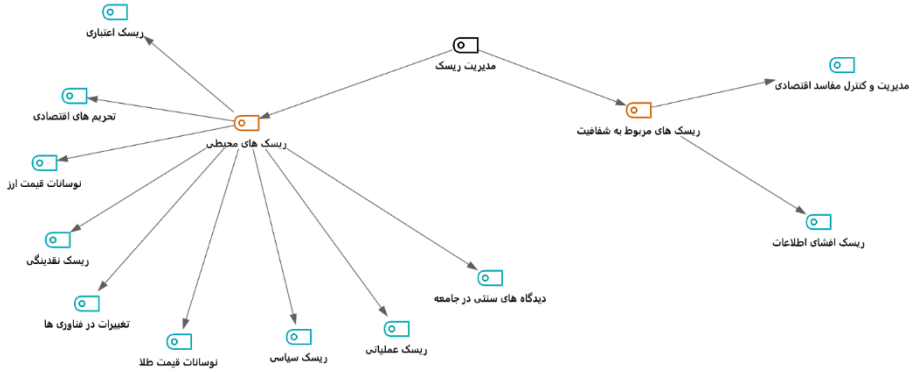 ریسک اعتباری
مدیریت ریسک
مدیریت و کنترل مفاسد اقتصادی
تحریم های اقتصادی
ریسک های مربوط به شفافیت
ریسک های محیطی
نوسانات قیمت ارز
ریسک افشای اطلاعات
ریسک نقدینگی
دیدگاه های سنتی در جامعه
تغییرات در فناوری ها
ریسک عملیاتی
ریسک سیاسی
نوسانات قیمت طلا